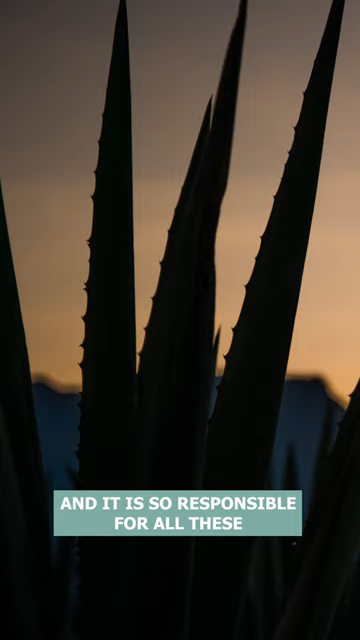 AND IT IS SO RESPONSIBLE
FOR ALL THESE